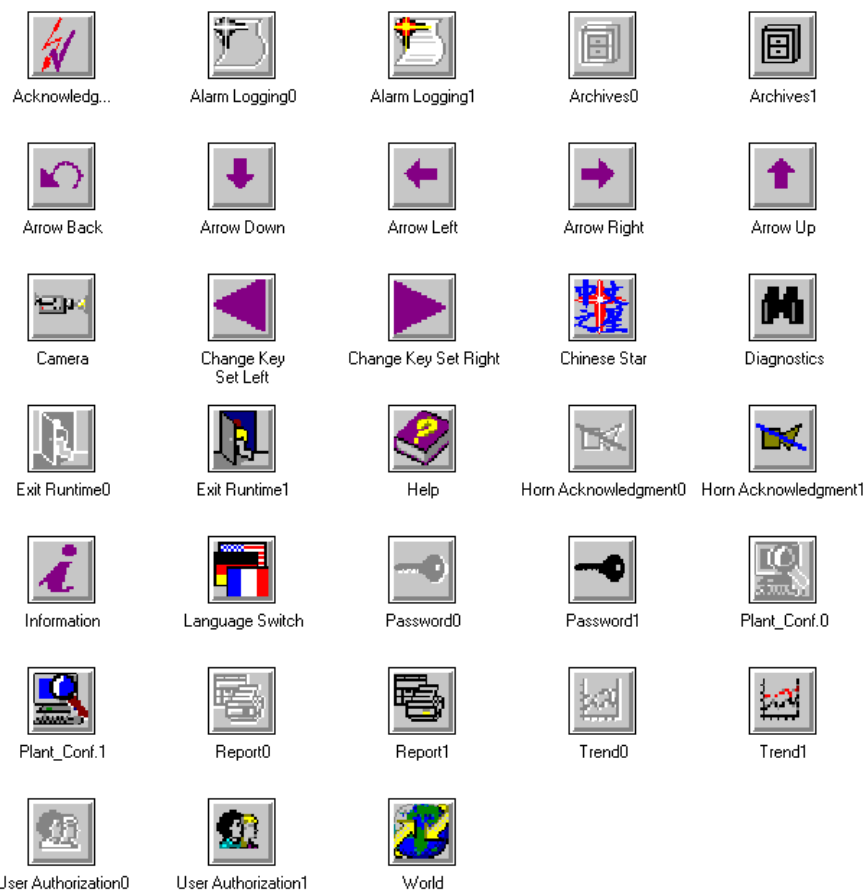 Acknowledg...
Alarm Logging0
Alarm Logging1
Archives0
Archives1
Arrow Back
Arrow Down
Arrow Left
Arrow Right
Arrow Up
Camera
Change Key
Set Left
Change Key Set Right
Chinese Star
Diagnostics
Exit Runtime0
Exit Runtime1
Help
Horn Acknowledgment0
Horn Acknowledgment1
Information
Language Switch
Password0
Password1
Plant_Conf.0
Plant_Conf.1
Report0
Report1
Trend0
Trend1
User Authorization0
User Authorization1
World